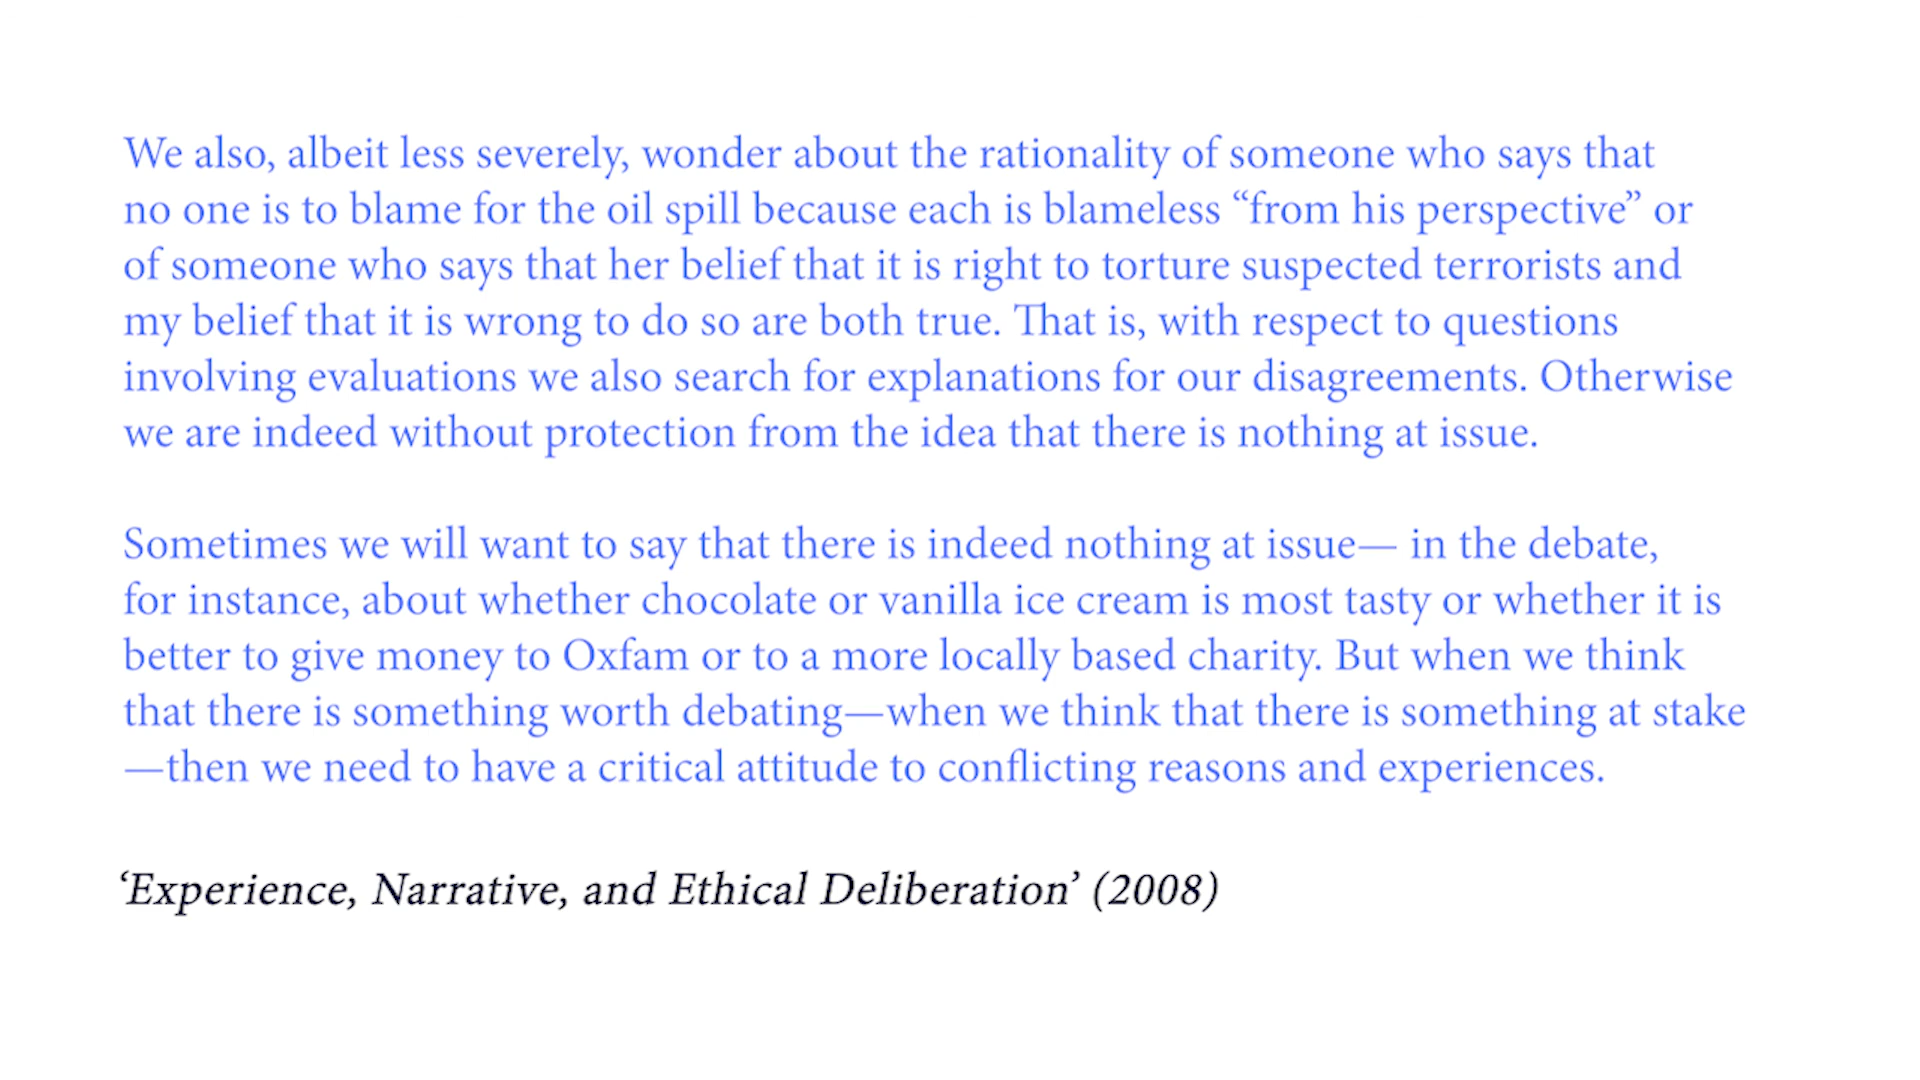 We also, albeit less severely, wonder about the rationality of someone who says that
no one is to blame for the oil spill because each is blameless “from his perspective” or
of someone who says that her belief that it is right to torture suspected terrorists and
my belief that it is wrong to do so are both true. That is, with respect to questions
involving evaluations we also search for explanations for our disagreements. Otherwise
we are indeed without protection from the idea that there is nothing at issue.
Sometimes we will want to say that there is indeed nothing at issue— in the debate,
for instance, about whether chocolate or vanilla ice cream is most tasty or whether it is
better to give money to Oxfam or to a more locally based charity. But when we think
that there is something worth debating—when we think that there is something at stake
—then we need to have a critical attitude to conflicting reasons and experiences.
‘Experience, Narrative, and Ethical Deliberation’ (2008)